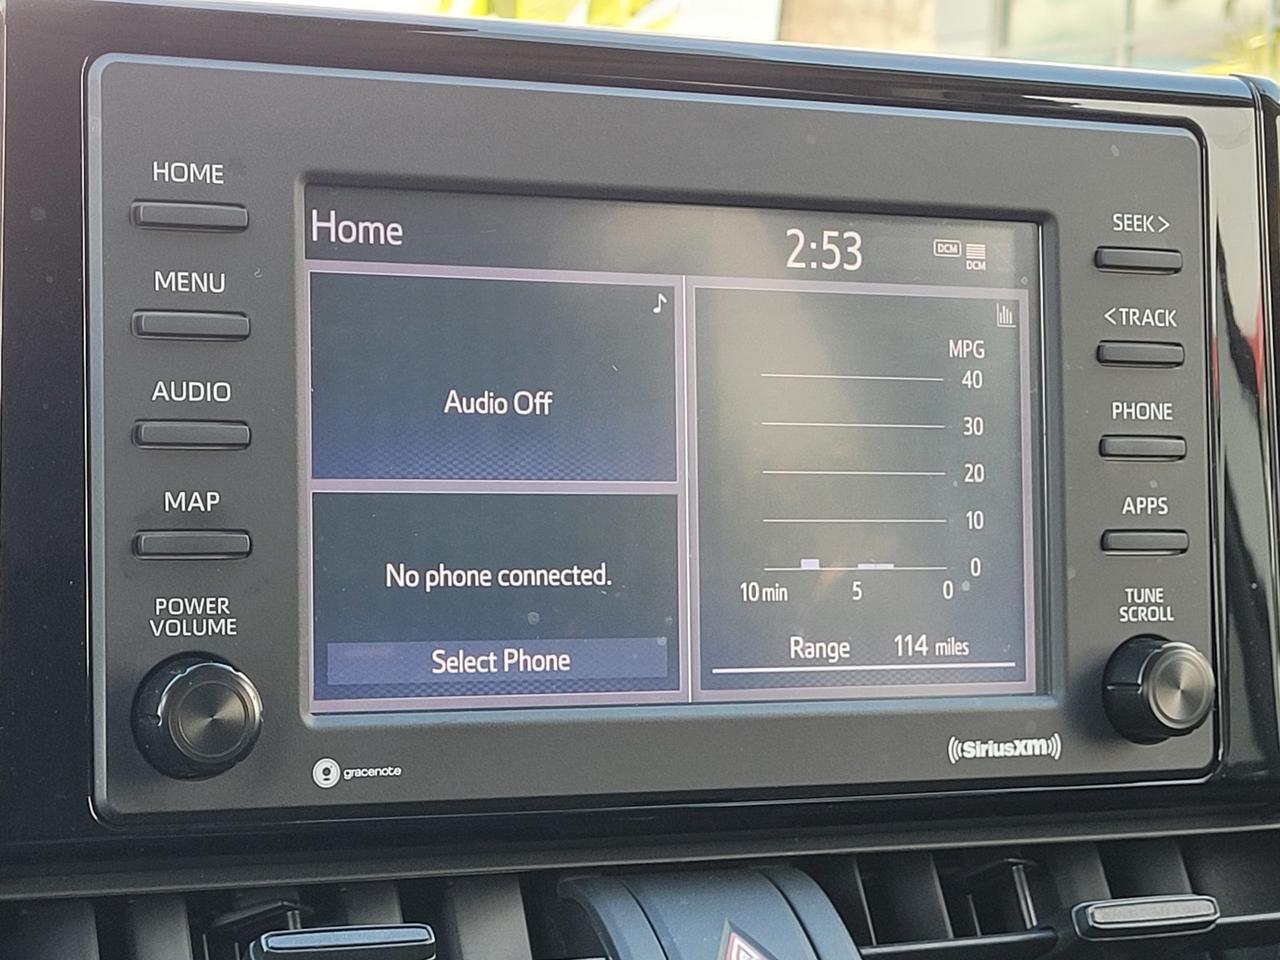 HOME
MENU
AUDIO
MAP
POWER
VOLUME
Home
2:53
DCM
DCM
Audio Off
No phone connected.
Select Phone
MPG
40
30
20
10
0
10 min 5 0
Range 114 miles
SEEK >
< TRACK
PHONE
APPS
TUNE
SCROLL
gracenote
((SiriusXM))